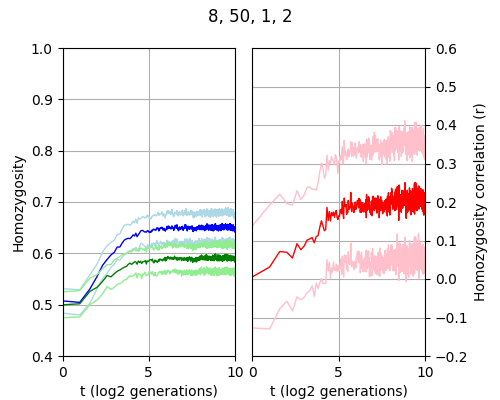 8, 50, 1, 2
1.0
0.9
0.8
0.7
0.6
0.5
0.4
Homozygosity
0 5 10
t (log2 generations)
0.6
0.5
0.4
0.3
0.2
0.1
0.0
−0.1
−0.2
Homozygosity correlation (r)
0 5 10
t (log2 generations)